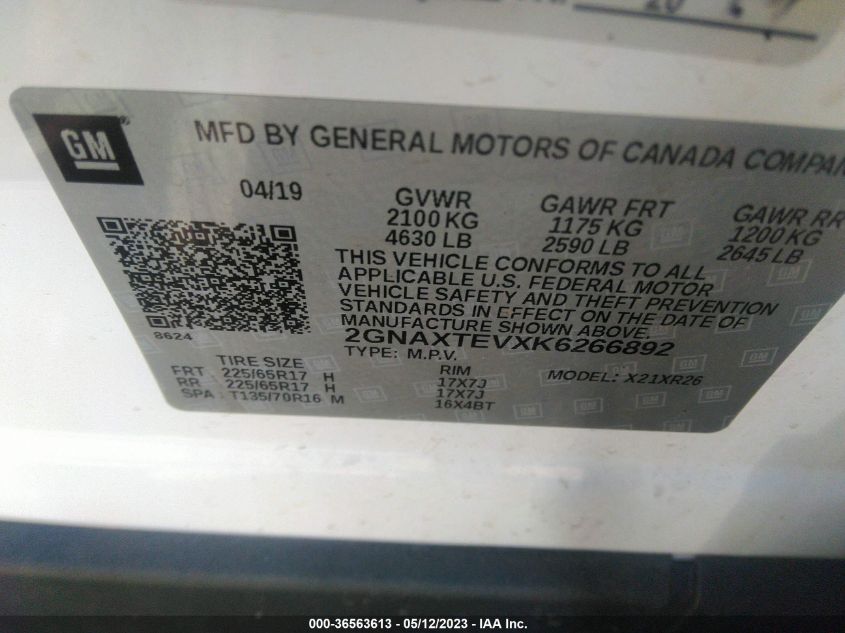 20
GM
MFD BY GENERAL MOTORS OF CANADA COMPAN
04/19
GVWR
2100 KG
4630 LB
GAWR FRT
1175 KG
2590 LB
GAWR RR
1200 KG
2645 LB
THIS VEHICLE CONFORMS TO ALL
APPLICABLE U.S. FEDERAL MOTOR
VEHICLE SAFETY AND THEFT PREVENTION
STANDARDS IN EFFECT ON THE DATE OF
MANUFACTURE SHOWN ABOVE.
8624
2GNAXTEVXK6266892
TYPE: M.P.V.
MODEL: X21XR26
TIRE SIZE
RIM
FRT : 225/65R17 H 17X7J
RR : 225/65R17 H 17X7J
SPA : T135/70R16 M 16X4BT
000-36563613 - 05/12/2023 - IAA Inc.